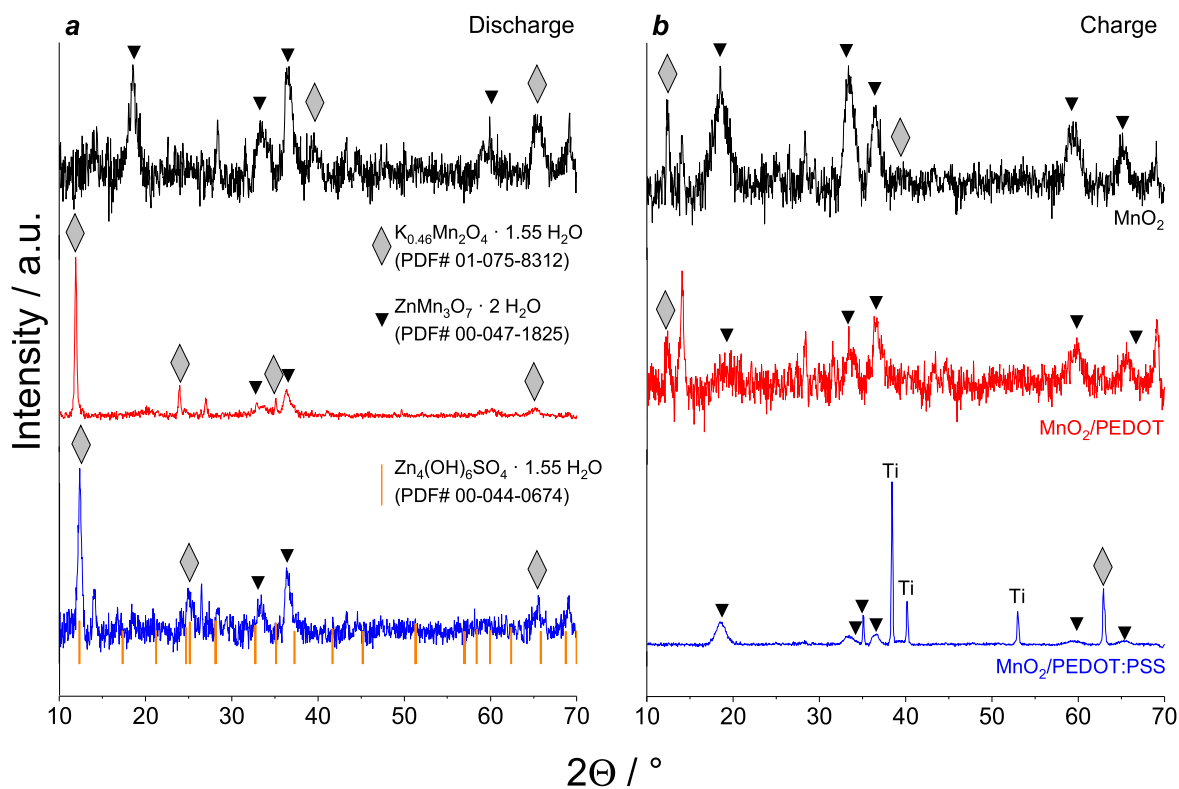 a
Discharge
b
Charge
Intensity / a.u.
K₀.₄₆Mn₂O₄ · 1.55 H₂O
(PDF# 01-075-8312)
ZnMn₃O₇ · 2 H₂O
(PDF# 00-047-1825)
Zn₄(OH)₆SO₄ · 1.55 H₂O
(PDF# 00-044-0674)
MnO₂
MnO₂/PEDOT
Ti
Ti
Ti
MnO₂/PEDOT:PSS
10 20 30 40 50 60 70
10 20 30 40 50 60 70
2Θ / °